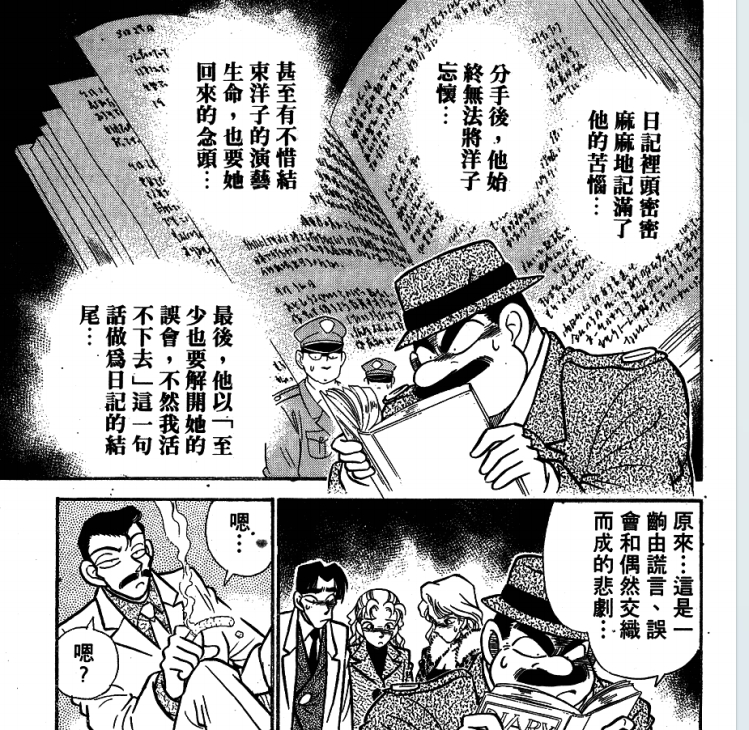 日記裡頭密密
麻麻地記滿了
他的苦惱…
分手後，他始
終無法將洋子
忘懷…
甚至有不惜結
束洋子的演藝
生命，也要她
回來的念頭…
最後，他以「至
少也要解開她的
誤會，不然我活
不下去」這一句
話做為日記的結
尾…
原來…這是一
齣由謊言、誤
會和偶然交織
而成的悲劇…
DIARY
嗯…
嗯？